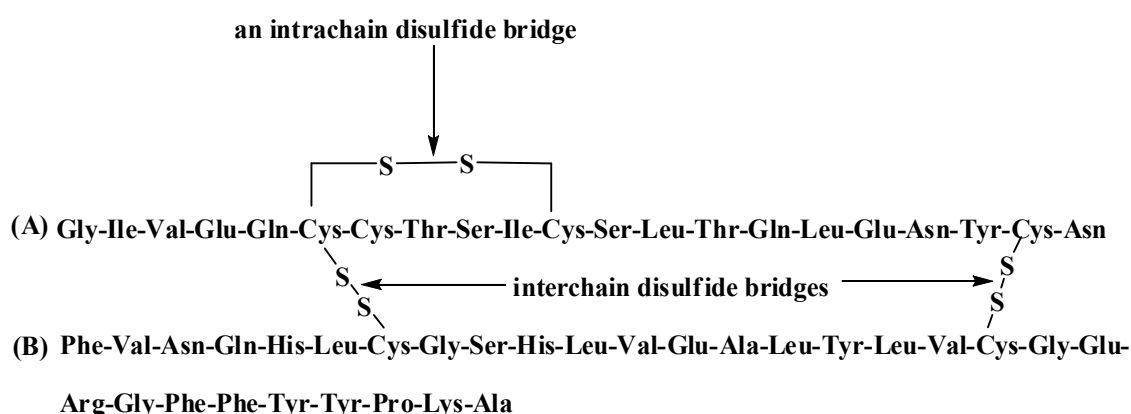 an intrachain disulfide bridge
S S
(A) Gly-Ile-Val-Glu-Gln-Cys-Cys-Thr-Ser-Ile-Cys-Ser-Leu-Thr-Gln-Leu-Glu-Asn-Tyr-Cys-Asn
S interchain disulfide bridges S
S S
(B) Phe-Val-Asn-Gln-His-Leu-Cys-Gly-Ser-His-Leu-Val-Glu-Ala-Leu-Tyr-Leu-Val-Cys-Gly-Glu-
Arg-Gly-Phe-Phe-Tyr-Tyr-Pro-Lys-Ala